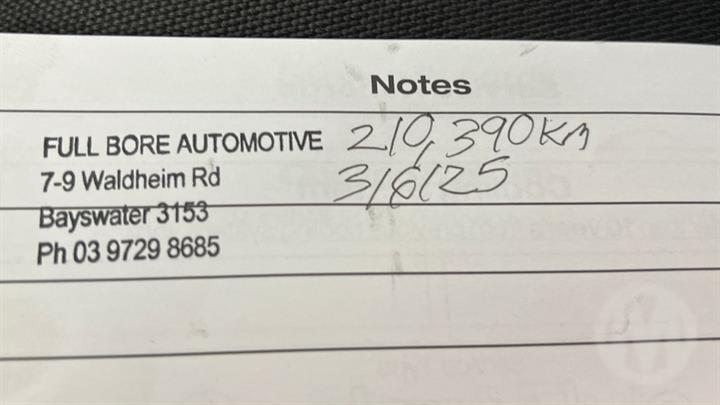 Notes
FULL BORE AUTOMOTIVE 210,390KM
7-9 Waldheim Rd 3/6/25
Bayswater 3153
Ph 03 9729 8685